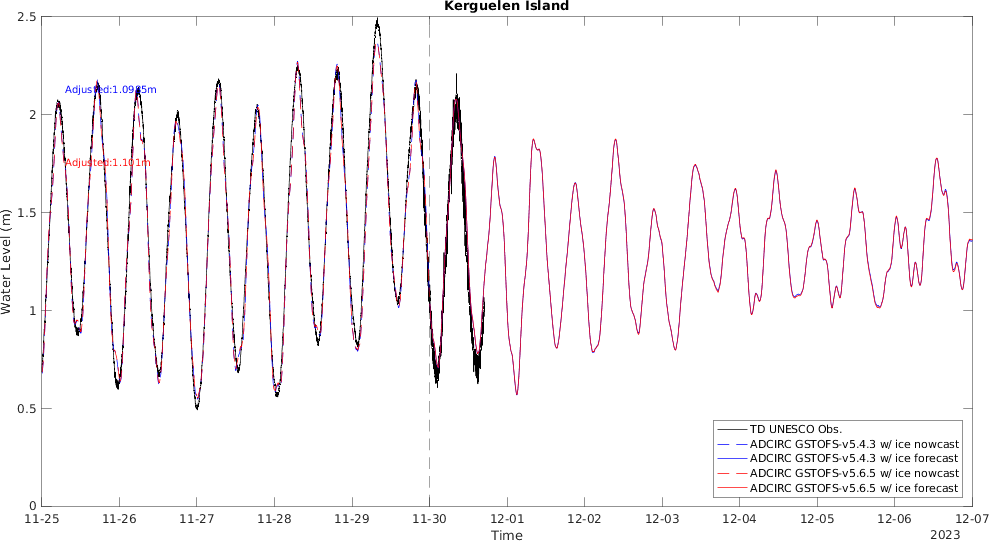 Kerguelen Island
2.5
2
1.5
1
0.5
0
Water Level (m)
Adjusted:1.0985m
Adjusted:1.101m
TD UNESCO Obs.
ADCIRC GSTOFS-v5.4.3 w/ ice nowcast
ADCIRC GSTOFS-v5.4.3 w/ ice forecast
ADCIRC GSTOFS-v5.6.5 w/ ice nowcast
ADCIRC GSTOFS-v5.6.5 w/ ice forecast
11-25 11-26 11-27 11-28 11-29 11-30 12-01 12-02 12-03 12-04 12-05 12-06 12-07
Time
2023